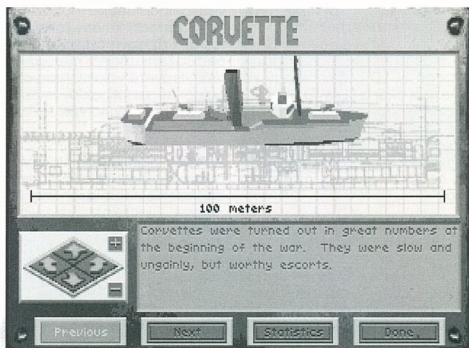 CORVETTE
100 meters
Corvettes were turned out in great numbers at
the beginning of the war. They were slow and
ungainly, but worthy escorts.
+
-
Previous
Next
Statistics
Done